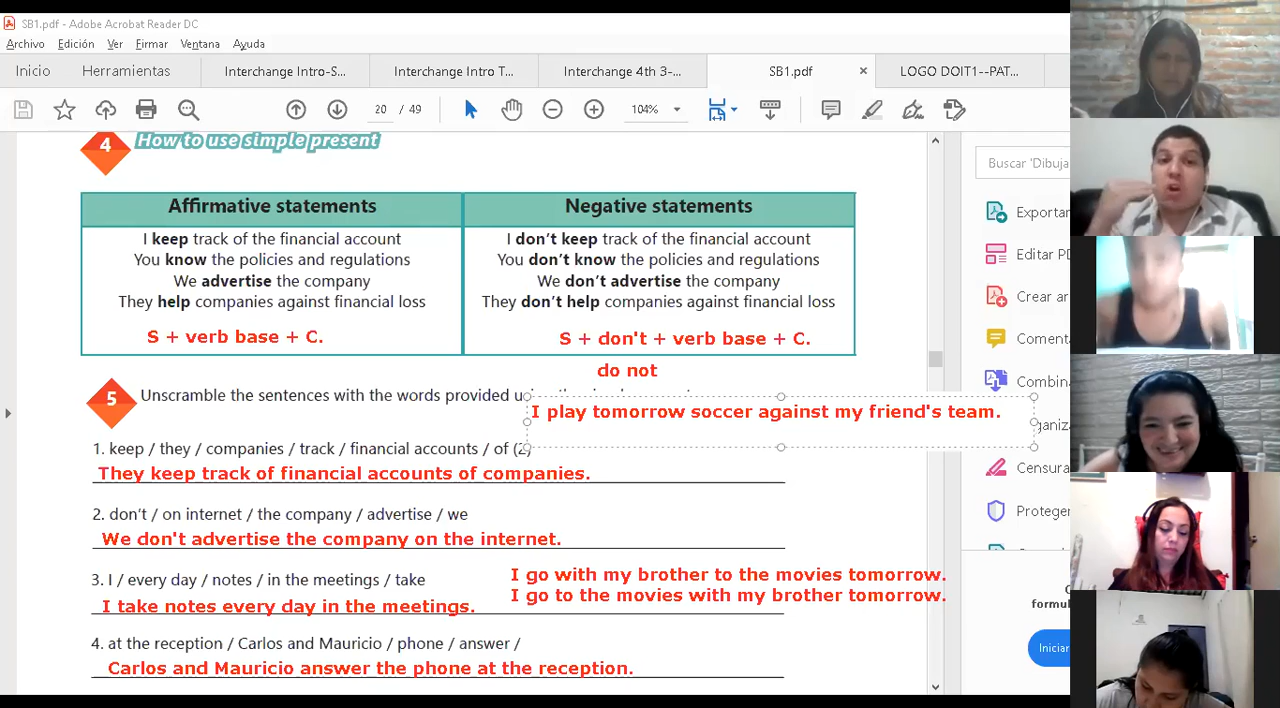 SB1.pdf - Adobe Acrobat Reader DC
Archivo Edición Ver Firmar Ventana Ayuda
Inicio Herramientas Interchange Intro-S... Interchange Intro T... Interchange 4th 3-... SB1.pdf × LOGO DOIT1--PAT...
20 / 49 104%
4 How to use simple present
Buscar 'Dibuja
Affirmative statements Negative statements
I keep track of the financial account I don't keep track of the financial account
You know the policies and regulations You don't know the policies and regulations
We advertise the company We don't advertise the company
They help companies against financial loss They don't help companies against financial loss
S + verb base + C. S + don't + verb base + C.
do not
5 Unscramble the sentences with the words provided u
I play tomorrow soccer against my friend's team.
1. keep / they / companies / track / financial accounts / of (2)
They keep track of financial accounts of companies.
2. don't / on internet / the company / advertise / we
We don't advertise the company on the internet.
3. I / every day / notes / in the meetings / take
I go with my brother to the movies tomorrow.
I go to the movies with my brother tomorrow.
I take notes every day in the meetings.
4. at the reception / Carlos and Mauricio / phone / answer /
Carlos and Mauricio answer the phone at the reception.
Exportar
Editar PD
Crear ar
Comenta
Combina
rganiza
Censura
Proteger
formul
Iniciar